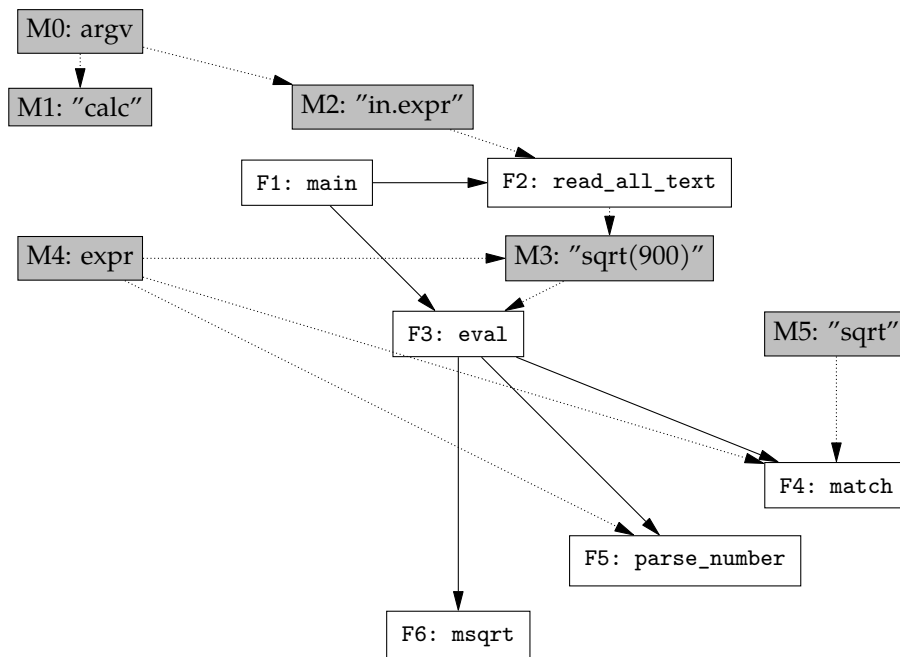 M0: argv
M1: ”calc”
M2: ”in.expr”
F1: main
F2: read_all_text
M4: expr
M3: ”sqrt(900)”
F3: eval
M5: ”sqrt”
F4: match
F5: parse_number
F6: msqrt